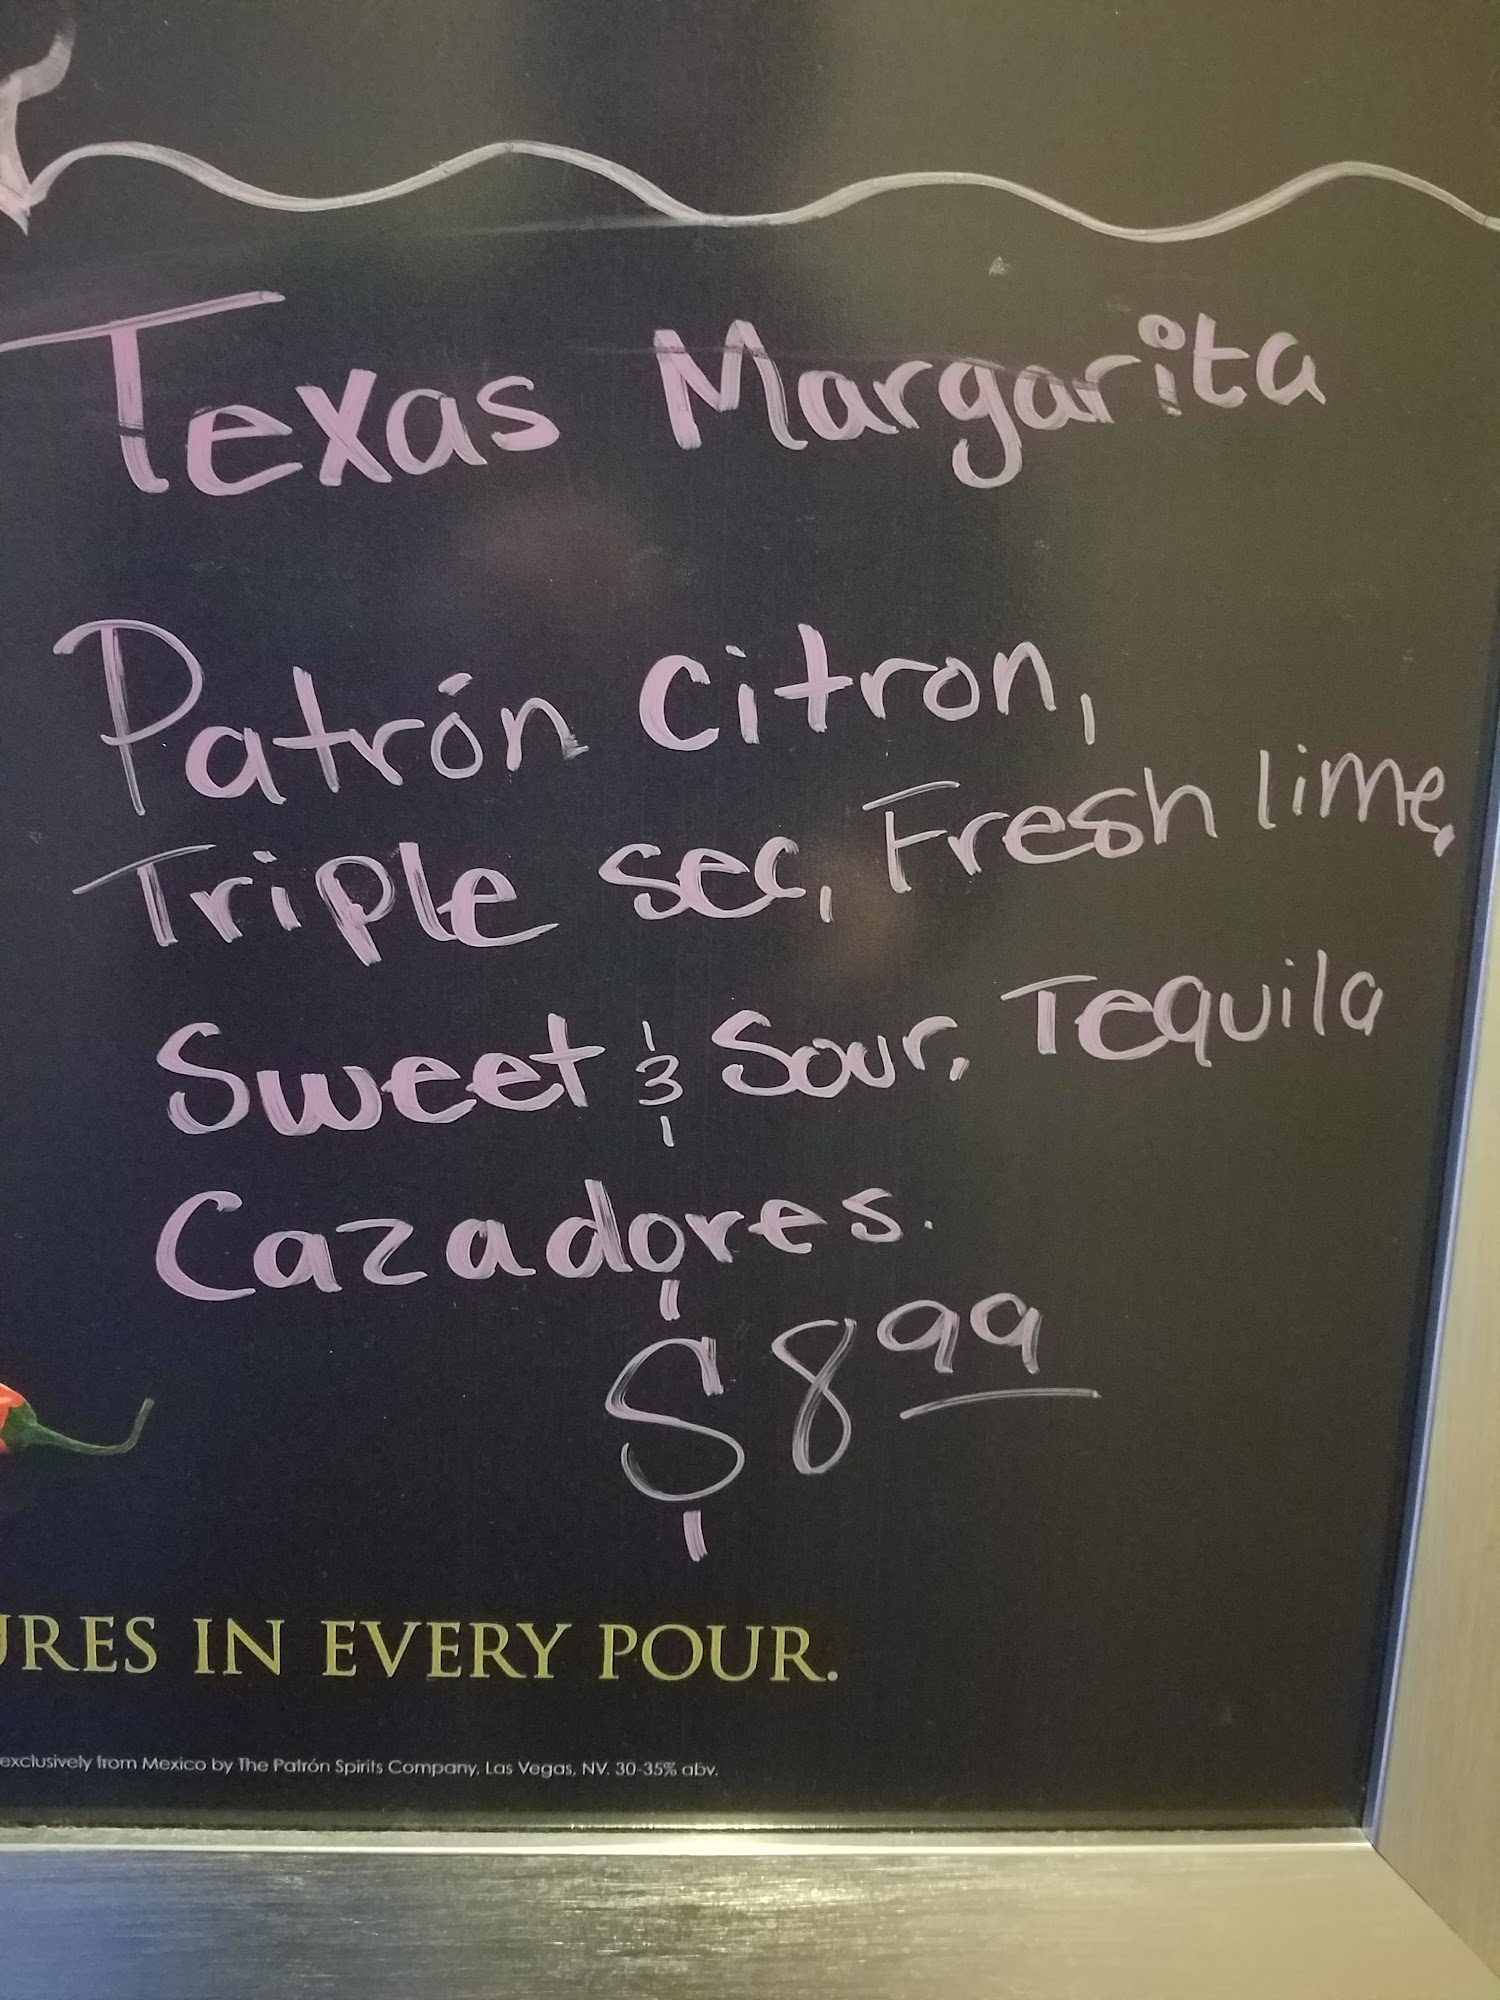 Texas Margarita
Patrón Citron,
Triple sec, Fresh lime,
Sweet & Sour, Tequila
Cazadores.
$8.99
URES IN EVERY POUR.
exclusively from Mexico by The Patrón Spirits Company, Las Vegas, NV. 30-35% abv.